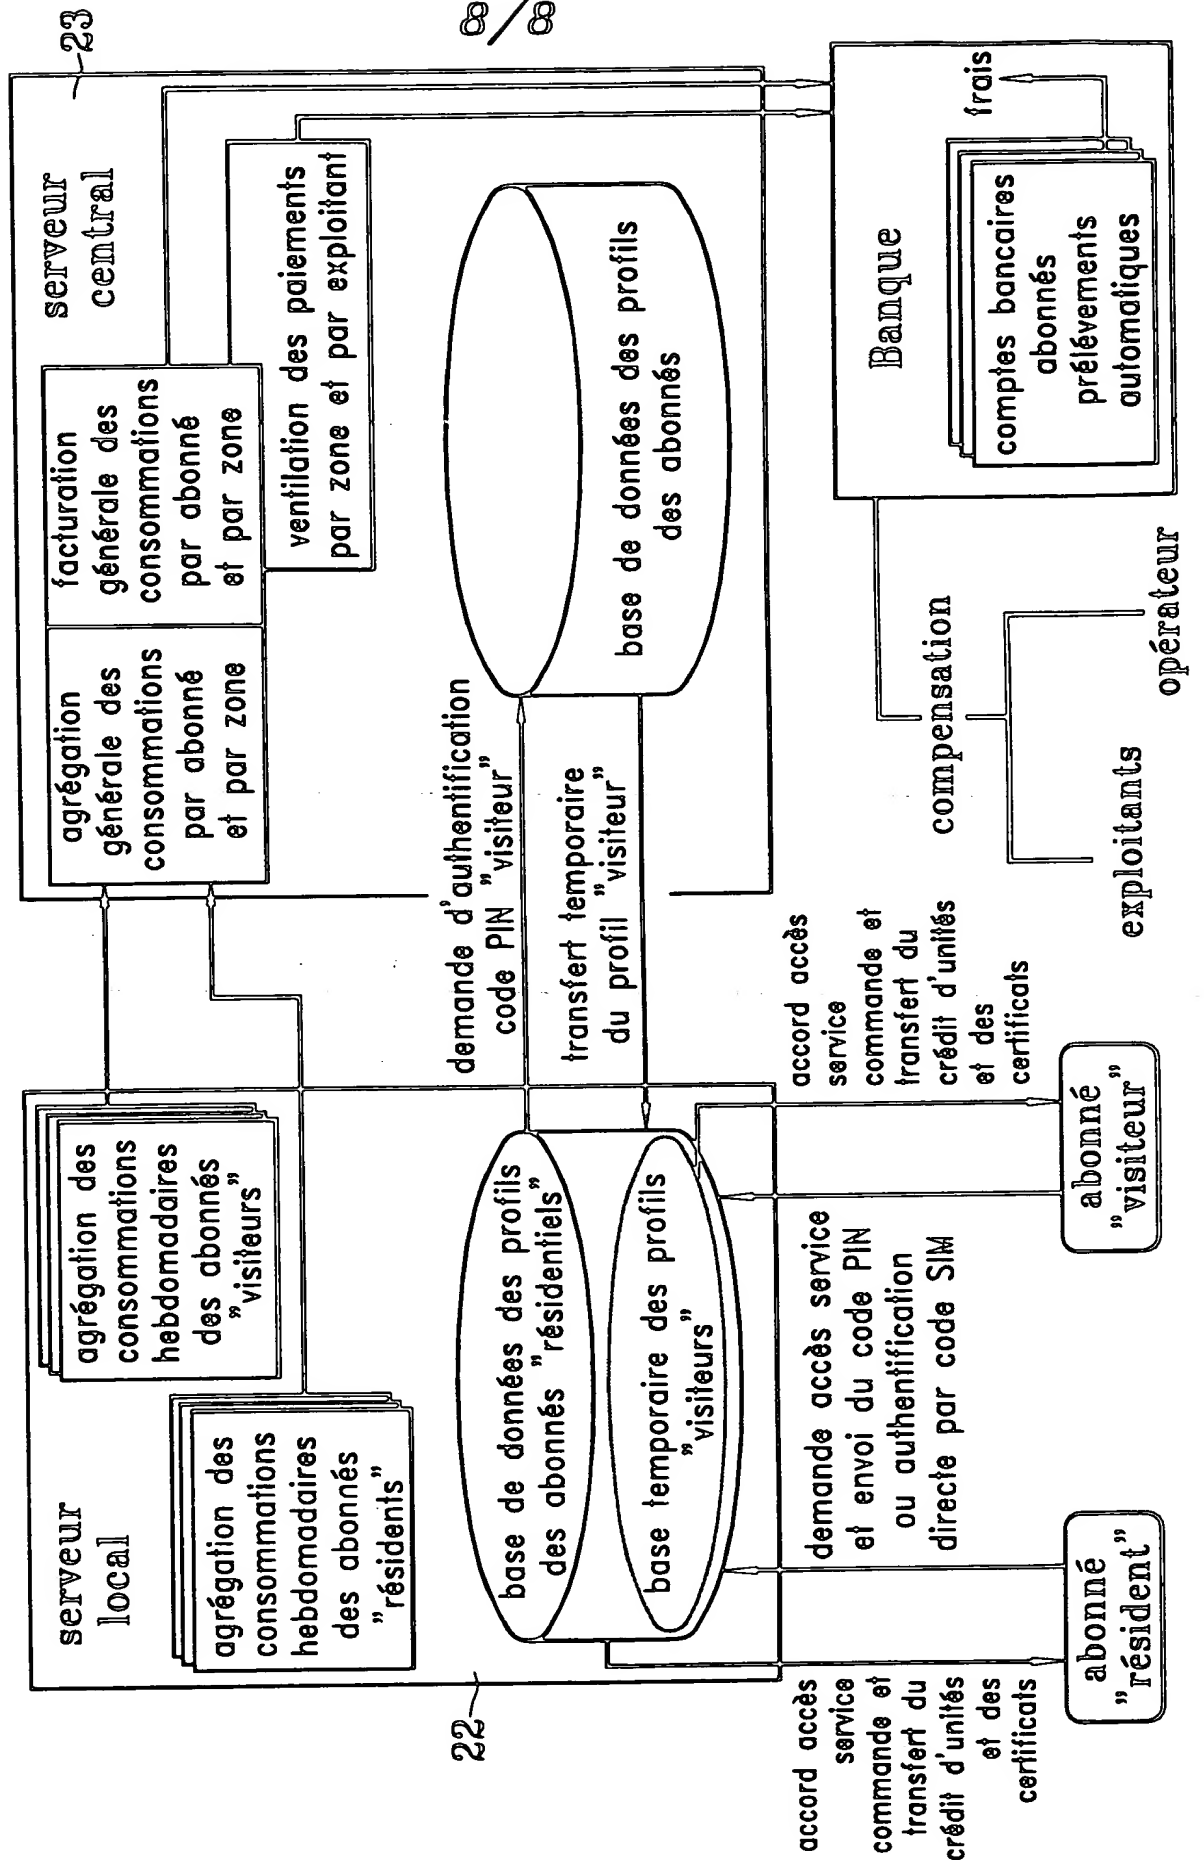 8/8
serveur
local
agrégation des
consommations
hebdomadaires
des abonnés
"visiteurs"
agrégation des
consommations
hebdomadaires
des abonnés
"résidents"
22
base de données des profils
des abonnés "résidentiels"
base temporaire des profils
"visiteurs"
23
serveur
central
agrégation
générale des
consommations
par abonné
et par zone
facturation
générale des
consommations
par abonné
et par zone
ventilation des paiements
par zone et par exploitant
demande d'authentification
code PIN "visiteur"
transfert temporaire
du profil "visiteur"
base de données des profils
des abonnés
accord accès
service
commande et
transfert du
crédit d'unités
et des
certificats
abonné
"résident"
demande accès service
et envoi du code PIN
ou authentification
directe par code SIM
abonné
"visiteur"
accord accès
service
commande et
transfert du
crédit d'unités
et des
certificats
Banque
comptes bancaires
abonnés
prélévements
automatiques
frais
compensation
exploitants
opérateur